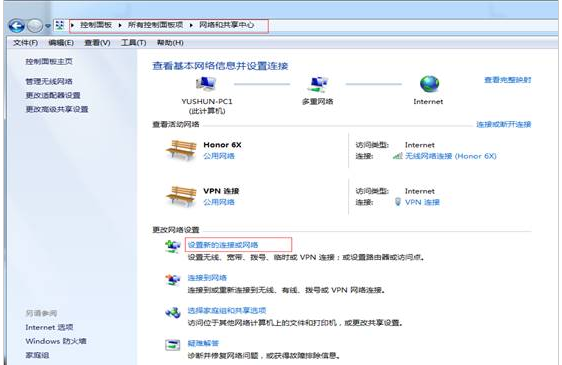 控制面板 ▸ 所有控制面板项 ▸ 网络和共享中心
文件(F) 编辑(E) 查看(V) 工具(T) 帮助(H)
控制面板主页
管理无线网络
更改适配器设置
更改高级共享设置
查看基本网络信息并设置连接
查看完整映射
YUSHUN-PC1 多重网络 Internet
(此计算机)
查看活动网络 连接或断开连接
Honor 6X 访问类型: Internet
公用网络 连接: 无线网络连接 (Honor 6X)
VPN 连接 访问类型: Internet
公用网络 连接: VPN 连接
更改网络设置
设置新的连接或网络
设置无线、宽带、拨号、临时或 VPN 连接；或设置路由器或访问点。
连接到网络
连接到或重新连接到无线、有线、拨号或 VPN 网络连接。
选择家庭组和共享选项
访问位于其他网络计算机上的文件和打印机，或更改共享设置。
疑难解答
诊断并修复网络问题，或获得故障排除信息。
另请参阅
Internet 选项
Windows 防火墙
家庭组